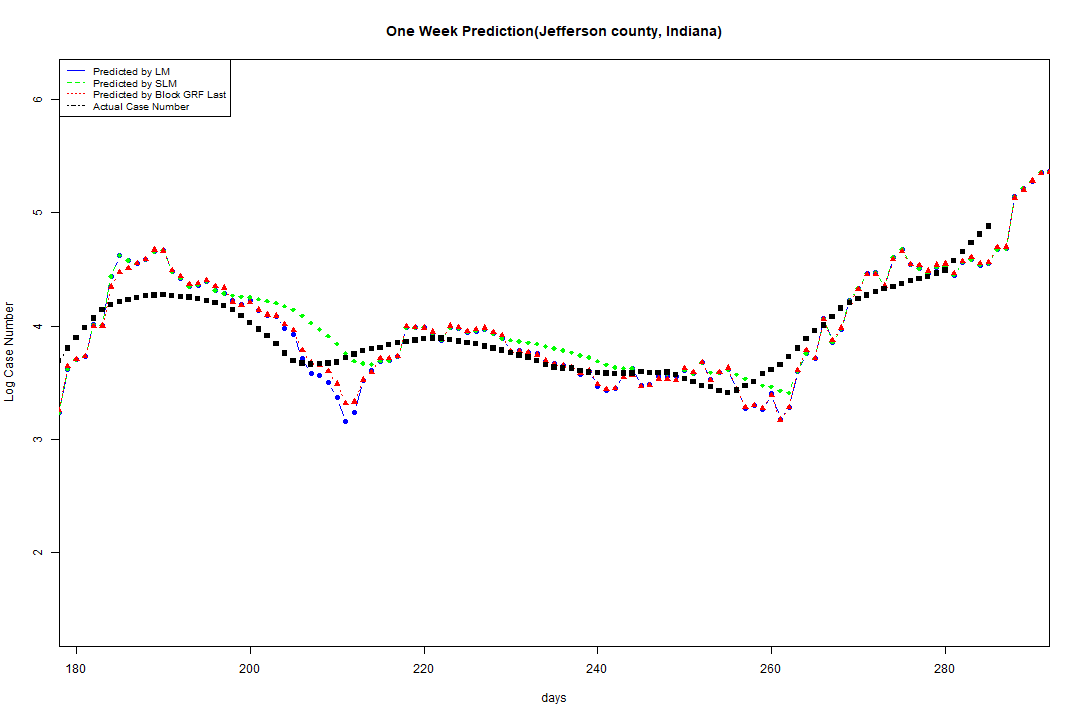 One Week Prediction(Jefferson county, Indiana)
Predicted by LM
Predicted by SLM
Predicted by Block GRF Last
Actual Case Number
6
5
4
3
2
Log Case Number
180 200 220 240 260 280
days